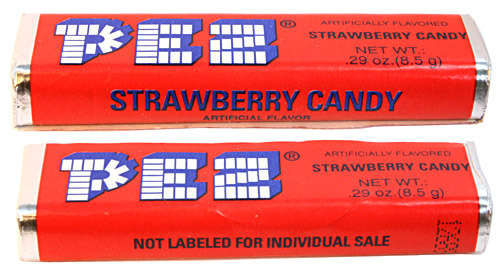 PEZ®
ARTIFICIALLY FLAVORED
STRAWBERRY CANDY
NET WT.:
.29 oz.(8.5 g)
STRAWBERRY CANDY
ARTIFICIAL FLAVOR
PEZ®
ARTIFICIALLY FLAVORED
STRAWBERRY CANDY
NET WT.:
.29 oz.(8.5 g)
NOT LABELED FOR INDIVIDUAL SALE